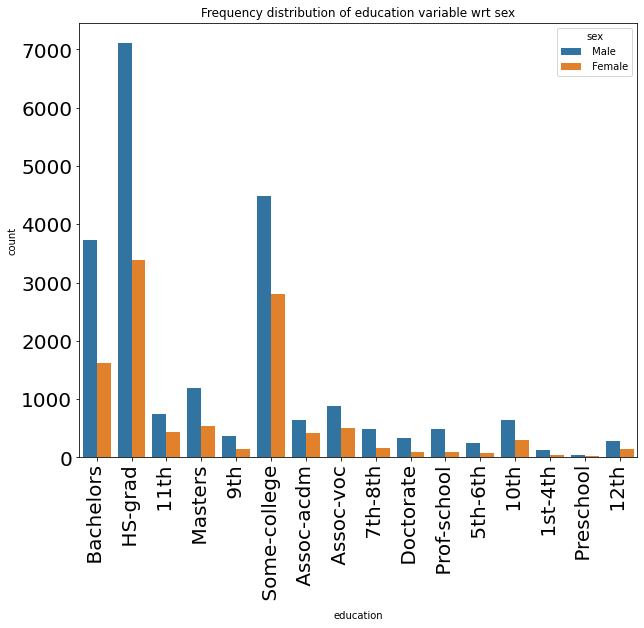 Frequency distribution of education variable wrt sex
sex
Male
Female
7000
6000
5000
4000
3000
2000
1000
0
count
Bachelors
HS-grad
11th
Masters
9th
Some-college
Assoc-acdm
Assoc-voc
7th-8th
Doctorate
Prof-school
5th-6th
10th
1st-4th
Preschool
12th
education